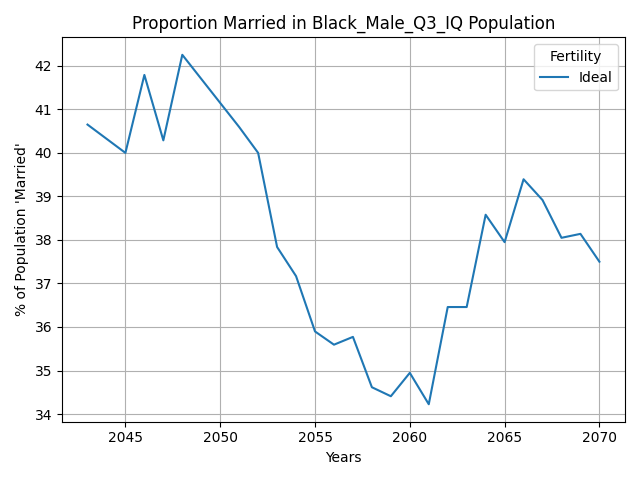 Proportion Married in Black_Male_Q3_IQ Population
Fertility
Ideal
% of Population 'Married'
42
41
40
39
38
37
36
35
34
2045 2050 2055 2060 2065 2070
Years